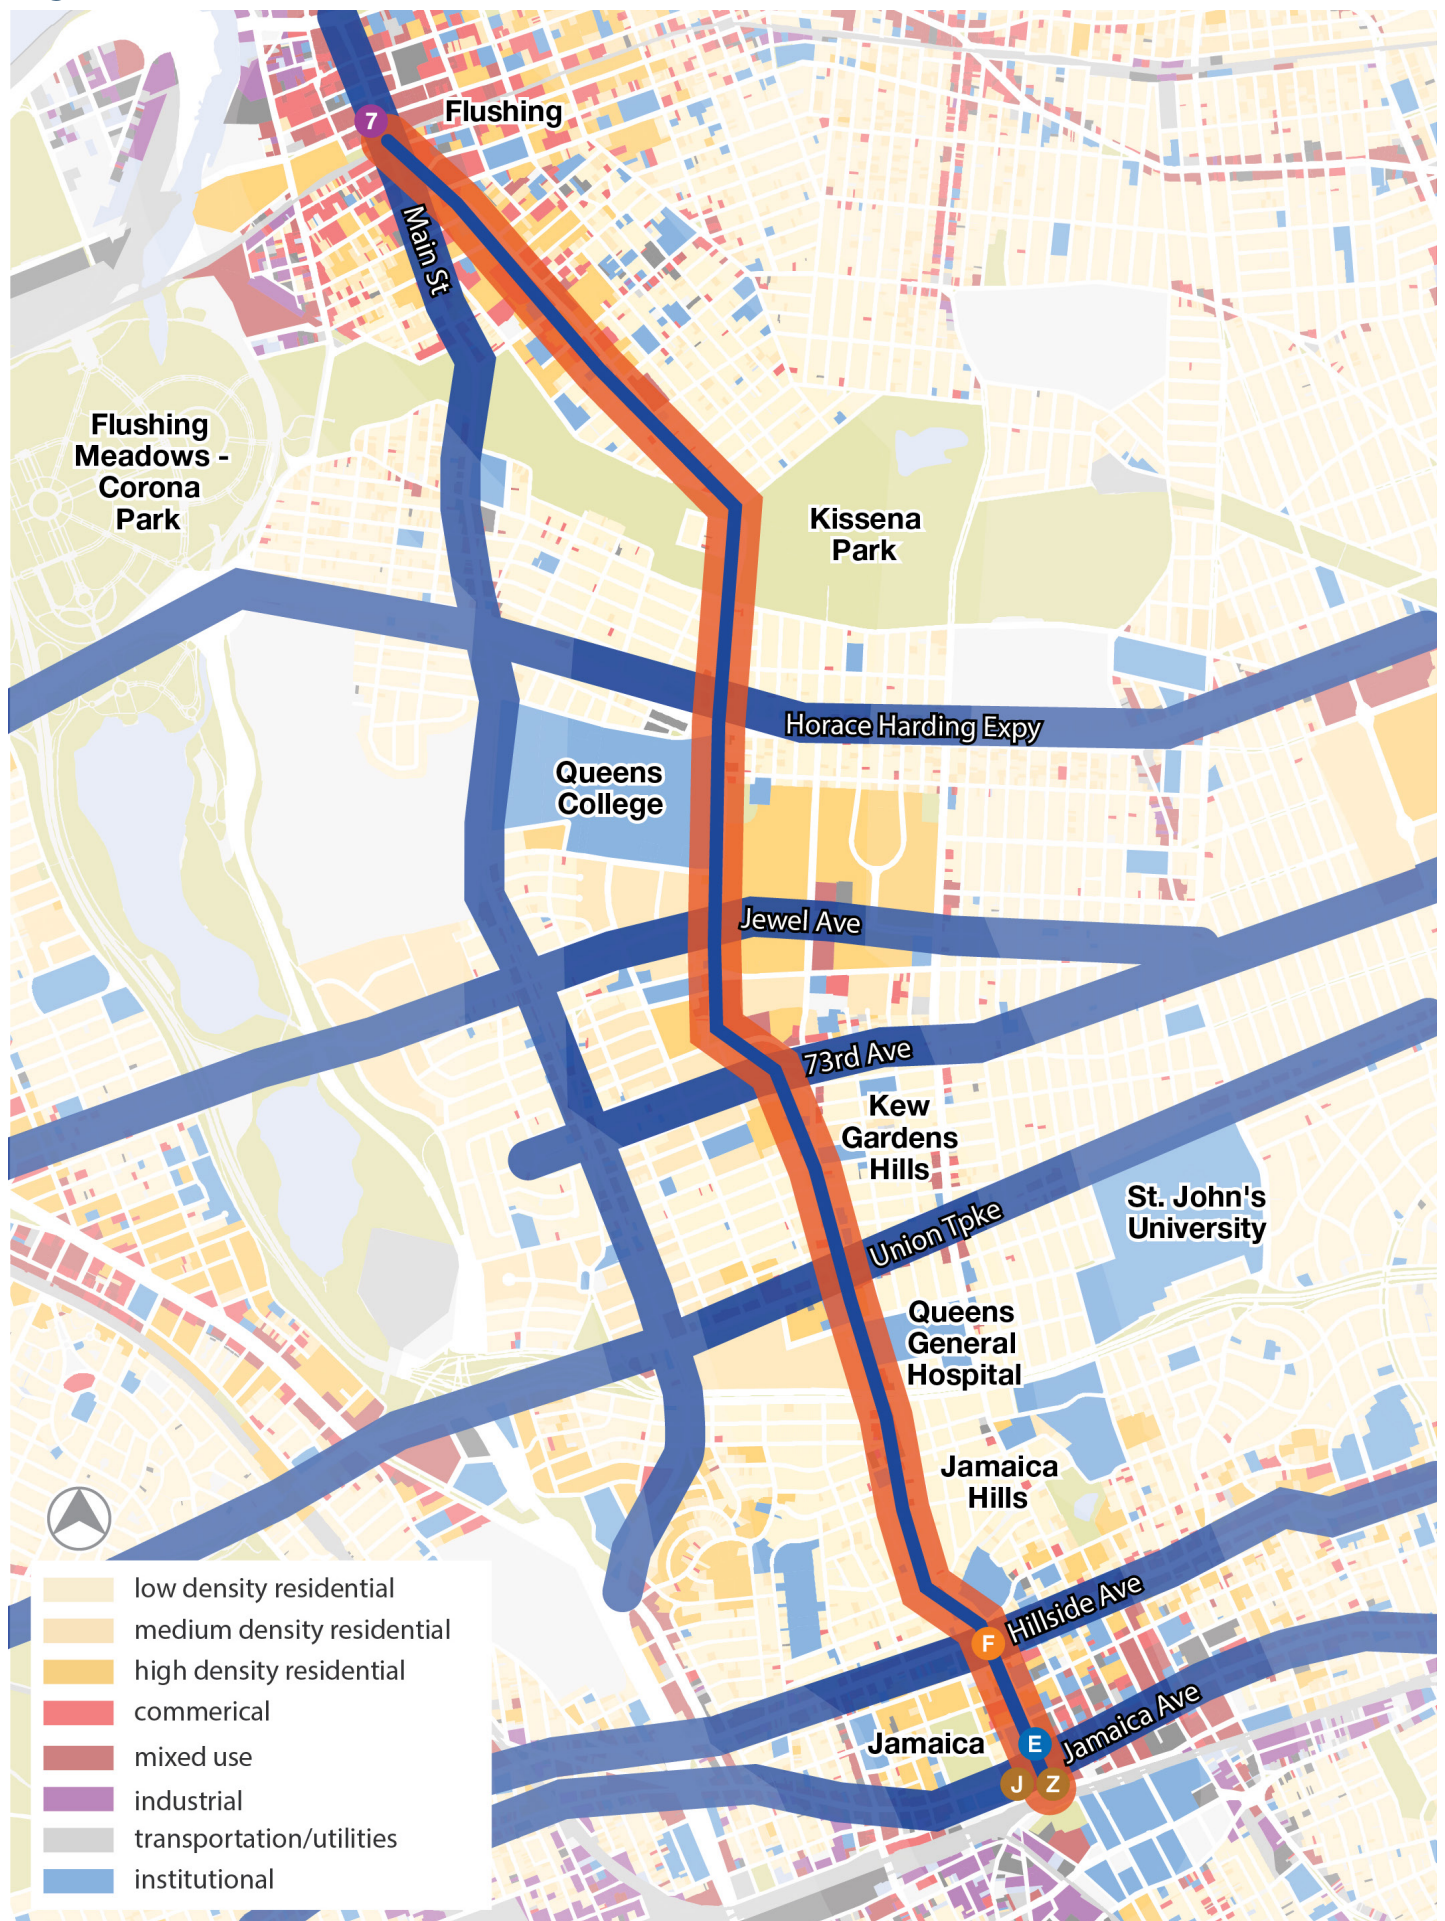 7
Flushing
Main St
Flushing
Meadows -
Corona
Park
Kissena
Park
Horace Harding Expy
Queens
College
Jewel Ave
73rd Ave
Kew
Gardens
Hills
St. John's
University
Union Tpke
Queens
General
Hospital
Jamaica
Hills
Hillside Ave
F
Jamaica Ave
Jamaica
E
J
Z
low density residential
medium density residential
high density residential
commerical
mixed use
industrial
transportation/utilities
institutional